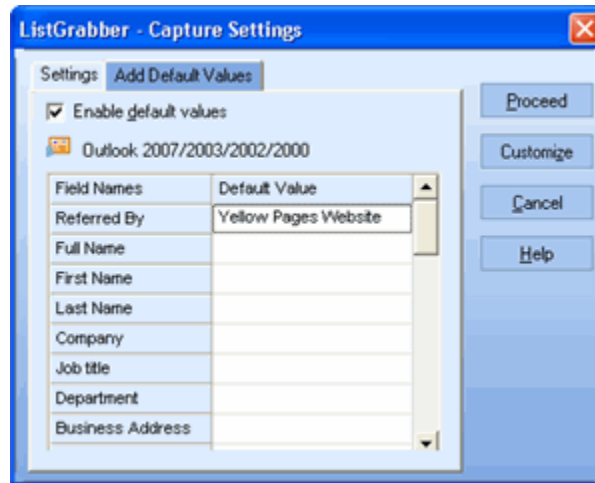 ListGrabber - Capture Settings
Settings Add Default Values
Enable default values
Outlook 2007/2003/2002/2000
Field Names Default Value
Referred By Yellow Pages Website
Full Name
First Name
Last Name
Company
Job title
Department
Business Address
Proceed
Customize
Cancel
Help